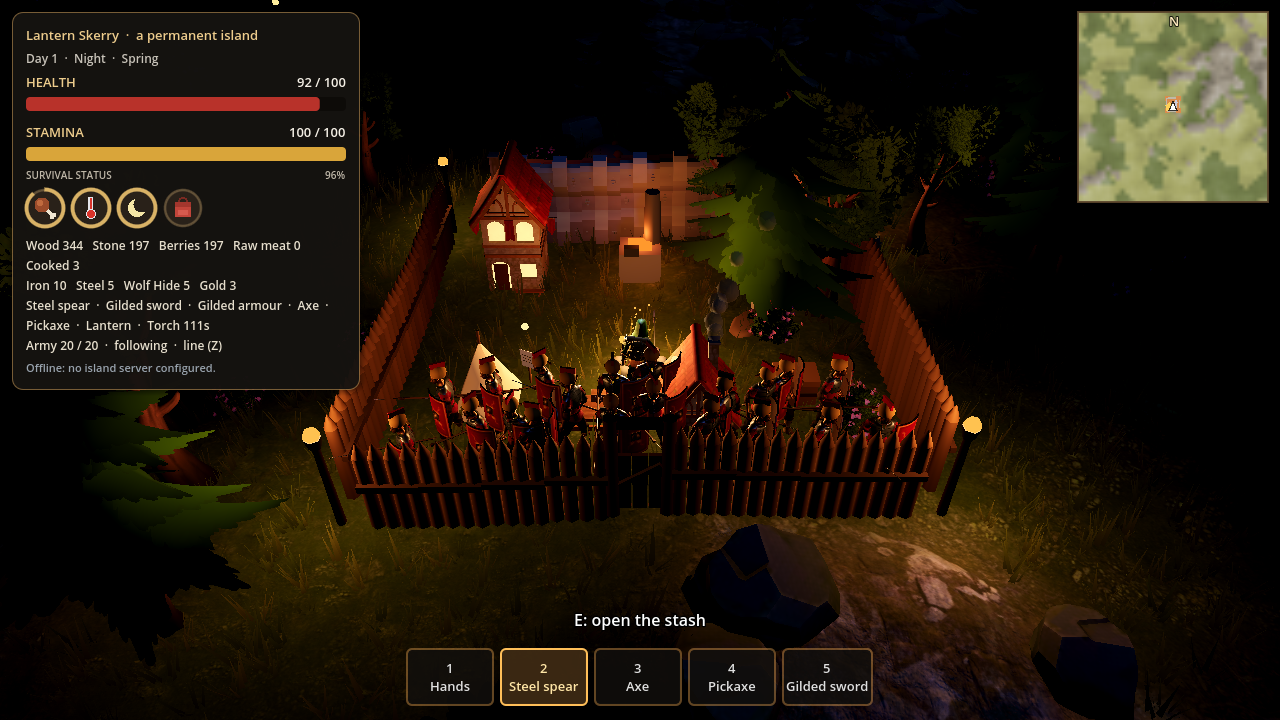 Lantern Skerry · a permanent island
Day 1 · Night · Spring
HEALTH 92 / 100
STAMINA 100 / 100
SURVIVAL STATUS 96%
Wood 344 Stone 197 Berries 197 Raw meat 0
Cooked 3
Iron 10 Steel 5 Wolf Hide 5 Gold 3
Steel spear · Gilded sword · Gilded armour · Axe ·
Pickaxe · Lantern · Torch 111s
Army 20 / 20 · following · line (Z)
Offline: no island server configured.
N
E: open the stash
1 2 3 4 5
Hands Steel spear Axe Pickaxe Gilded sword